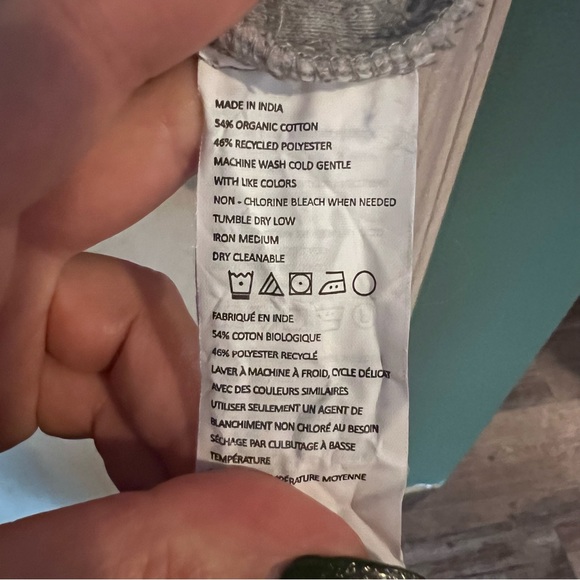 MADE IN INDIA
54% ORGANIC COTTON
46% RECYCLED POLYESTER
MACHINE WASH COLD GENTLE
WITH LIKE COLORS
NON - CHLORINE BLEACH WHEN NEEDED
TUMBLE DRY LOW
IRON MEDIUM
DRY CLEANABLE
FABRIQUÉ EN INDE
54% COTON BIOLOGIQUE
46% POLYESTER RECYCLÉ
LAVER À MACHINE À FROID, CYCLE DÉLICAT
AVEC DES COULEURS SIMILAIRES
UTILISER SEULEMENT UN AGENT DE
BLANCHIMENT NON CHLORÉ AU BESOIN
SÉCHAGE PAR CULBUTAGE À BASSE
TEMPÉRATURE
MOYENNE